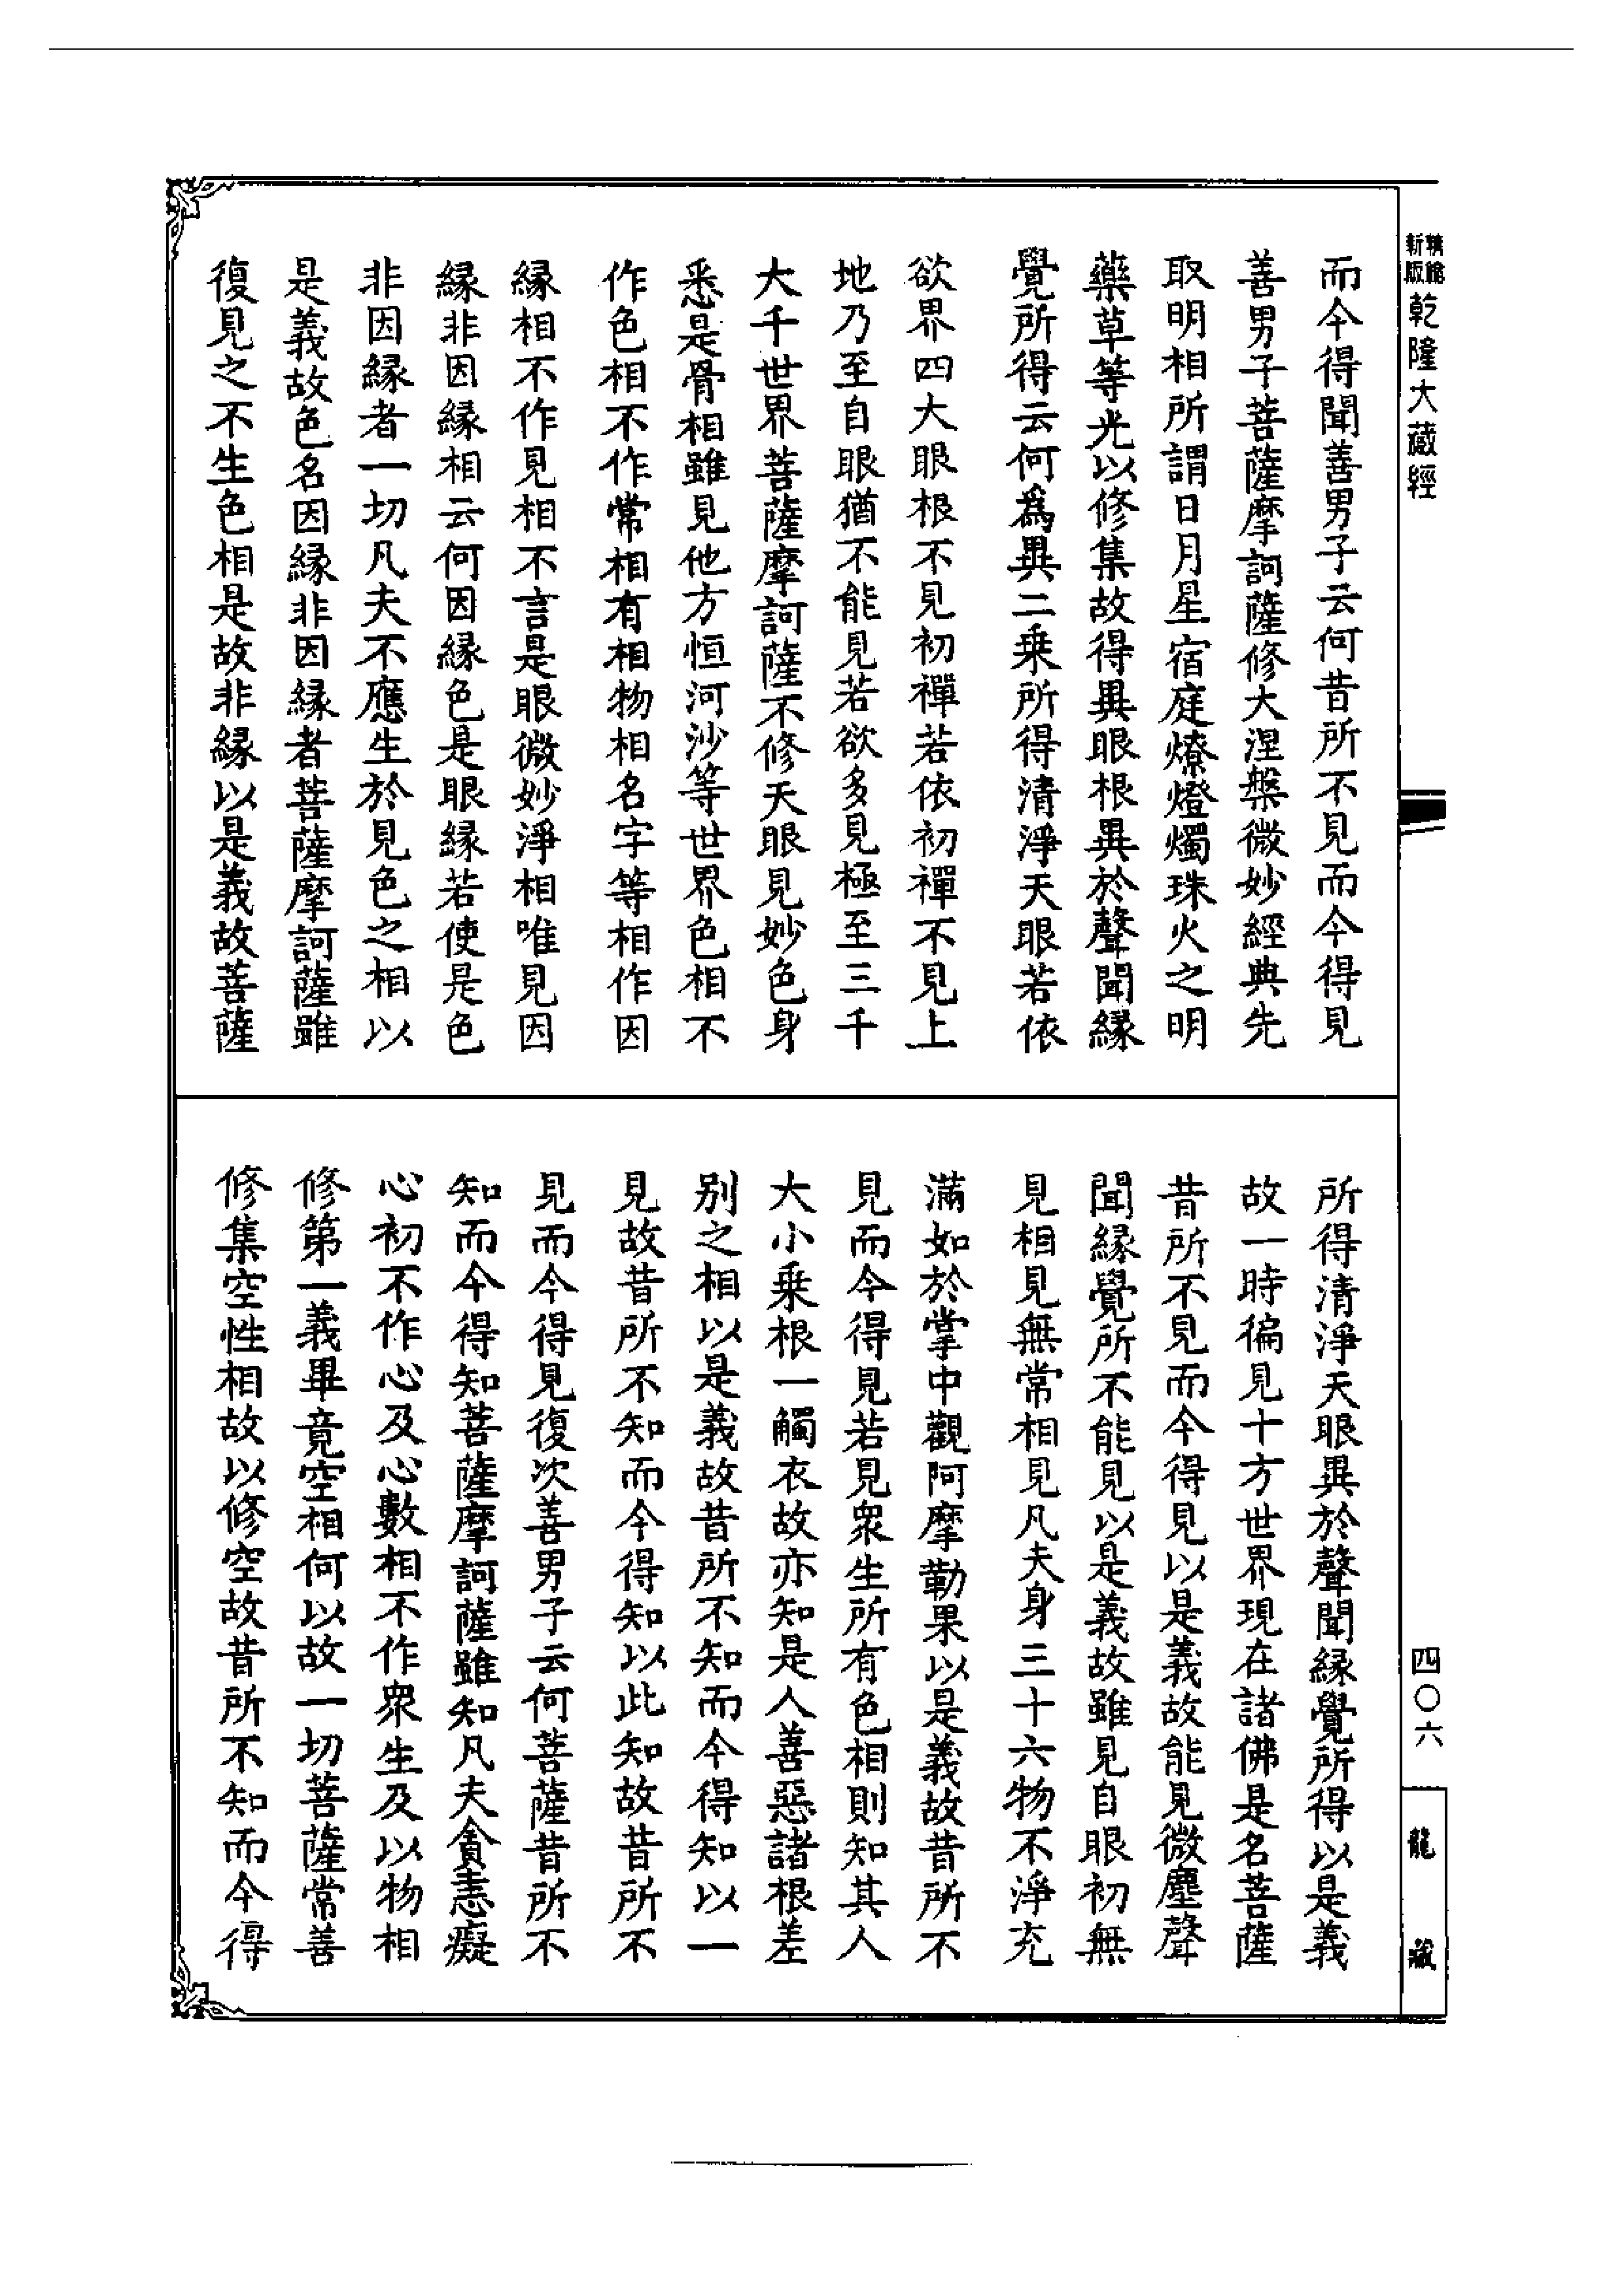 新版精繪乾隆大藏經
而今得聞善男子云何昔所不見而今得見
善男子菩薩摩訶薩修大涅槃微妙經典先
取明相所謂日月星宿庭燎燈燭珠火之明
藥草等光以修集故得異眼根異於聲聞緣
覺所得云何爲異二乘所得清淨天眼若依
欲界四大眼根不見初禪若依初禪不見上
地乃至自眼猶不能見若欲多見極至三千
大千世界菩薩摩訶薩不修天眼見妙色身
悉是骨相雖見他方恒河沙等世界色相不
作色相不作常相有相物相名字等相作因
緣相不作見相不言是眼微妙淨相唯見因
緣非因緣相云何因緣色是眼緣若使是色
非因緣者一切凡夫不應生於見色之相以
是義故色名因緣非因緣者菩薩摩訶薩雖
復見之不生色相是故非緣以是義故菩薩
所得清淨天眼異於聲聞緣覺所得以是義
故一時徧見十方世界現在諸佛是名菩薩
昔所不見而今得見以是義故能見微塵聲
聞緣覺所不能見以是義故雖見自眼初無
見相見無常相見凡夫身三十六物不淨充
滿如於掌中觀阿摩勒果以是義故昔所不
見而今得見若見衆生所有色相則知其人
大小乘根一觸衣故亦知是人善惡諸根差
別之相以是義故昔所不知而今得知以一
見故昔所不知而今得知以此知故昔所不
見而今得見復次善男子云何菩薩昔所不
知而今得知菩薩摩訶薩雖知凡夫貪恚癡
心初不作心及心數相不作衆生及以物相
修第一義畢竟空相何以故一切菩薩常善
修集空性相故以修空故昔所不知而今得
四〇六
龍藏